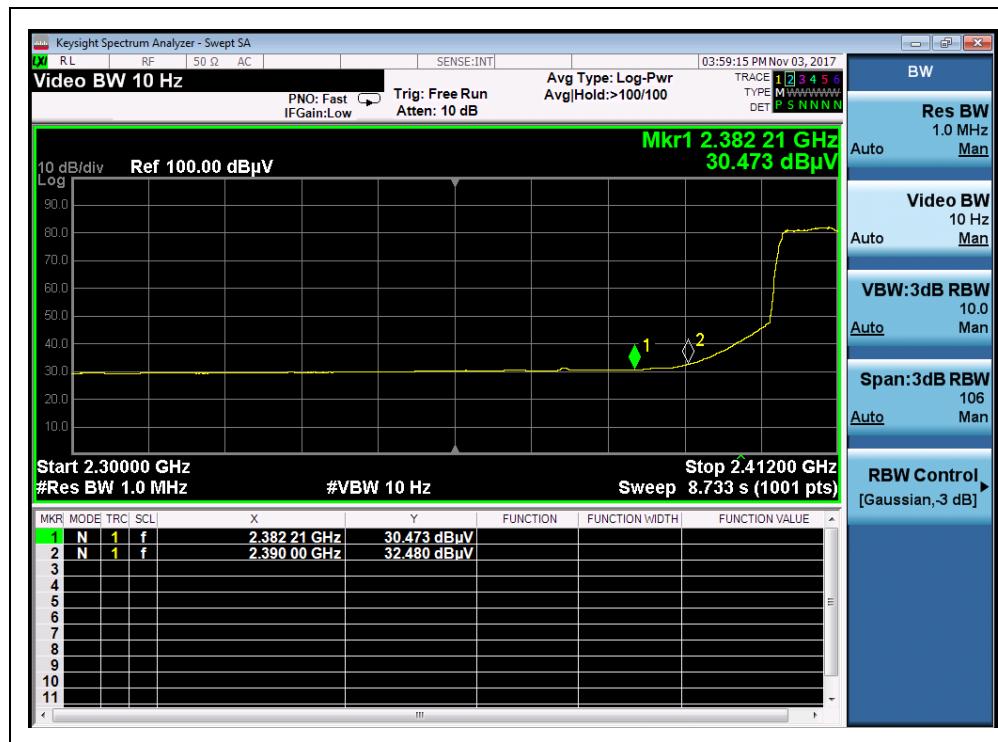 Keysight Spectrum Analyzer - Swept SA
LXI RL RF 50 Ω AC SENSE:INT 03:59:15 PM Nov 03, 2017
Video BW 10 Hz
PNO: Fast
IFGain:Low
Trig: Free Run
Atten: 10 dB
Avg Type: Log-Pwr
Avg|Hold:>100/100
TRACE 1 2 3 4 5 6
TYPE M WWWWW
DET P S N N N N
Mkr1 2.382 21 GHz
30.473 dBµV
10 dB/div Ref 100.00 dBµV
Log
90.0
80.0
70.0
60.0
50.0
40.0
30.0
20.0
10.0
1
2
Start 2.30000 GHz Stop 2.41200 GHz
#Res BW 1.0 MHz #VBW 10 Hz Sweep 8.733 s (1001 pts)
MKR MODE TRC SCL X Y FUNCTION FUNCTION WIDTH FUNCTION VALUE
1 N 1 f 2.382 21 GHz 30.473 dBµV
2 N 1 f 2.390 00 GHz 32.480 dBµV
3
4
5
6
7
8
9
10
11
BW
Res BW
1.0 MHz
Auto Man
Video BW
10 Hz
Auto Man
VBW:3dB RBW
10.0
Auto Man
Span:3dB RBW
106
Auto Man
RBW Control
[Gaussian,-3 dB]